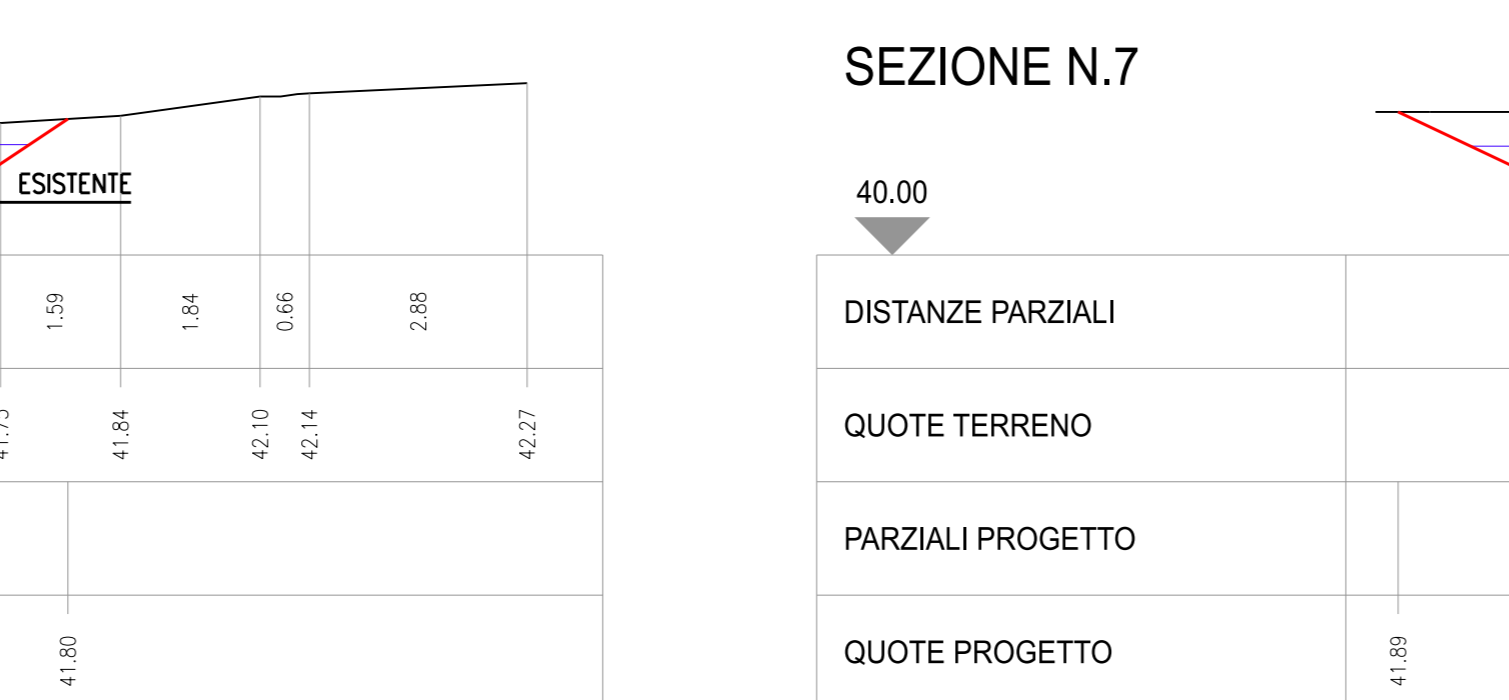 ESISTENTE
1.59
1.84
0.66
2.88
41.84
42.10
42.14
42.27
41.80
SEZIONE N.7
40.00
DISTANZE PARZIALI
QUOTE TERRENO
PARZIALI PROGETTO
QUOTE PROGETTO
41.89